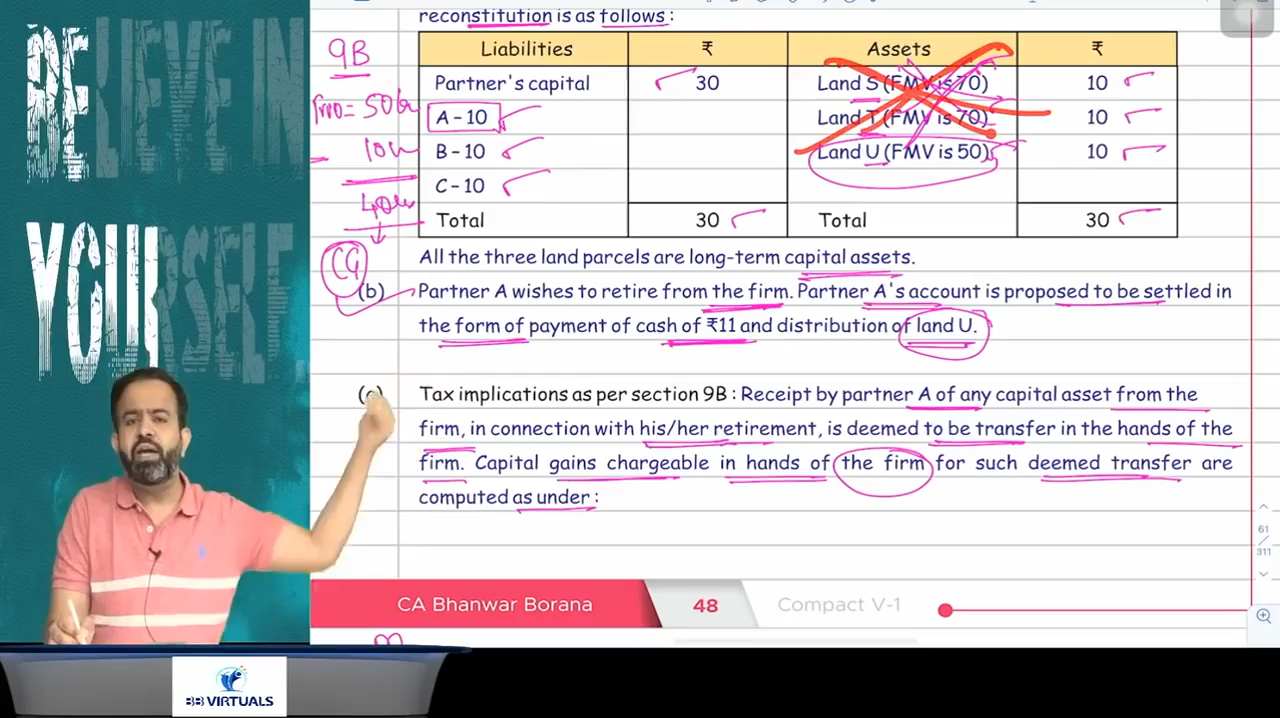 BELIEVE IN
YOURSELF.
reconstitution is as follows :
9B
Liabilities ₹ Assets ₹
Partner's capital 30 Land S (FMV is 70) 10
A - 10 Land T (FMV is 70) 10
B - 10 Land U (FMV is 50) 10
C - 10
Total 30 Total 30
= 50
CG
All the three land parcels are long-term capital assets.
(b) Partner A wishes to retire from the firm. Partner A's account is proposed to be settled in
the form of payment of cash of ₹11 and distribution of land U.
(c) Tax implications as per section 9B : Receipt by partner A of any capital asset from the
firm, in connection with his/her retirement, is deemed to be transfer in the hands of the
firm. Capital gains chargeable in hands of the firm for such deemed transfer are
computed as under :
61
/
311
CA Bhanwar Borana 48 Compact V-1
BB VIRTUALS